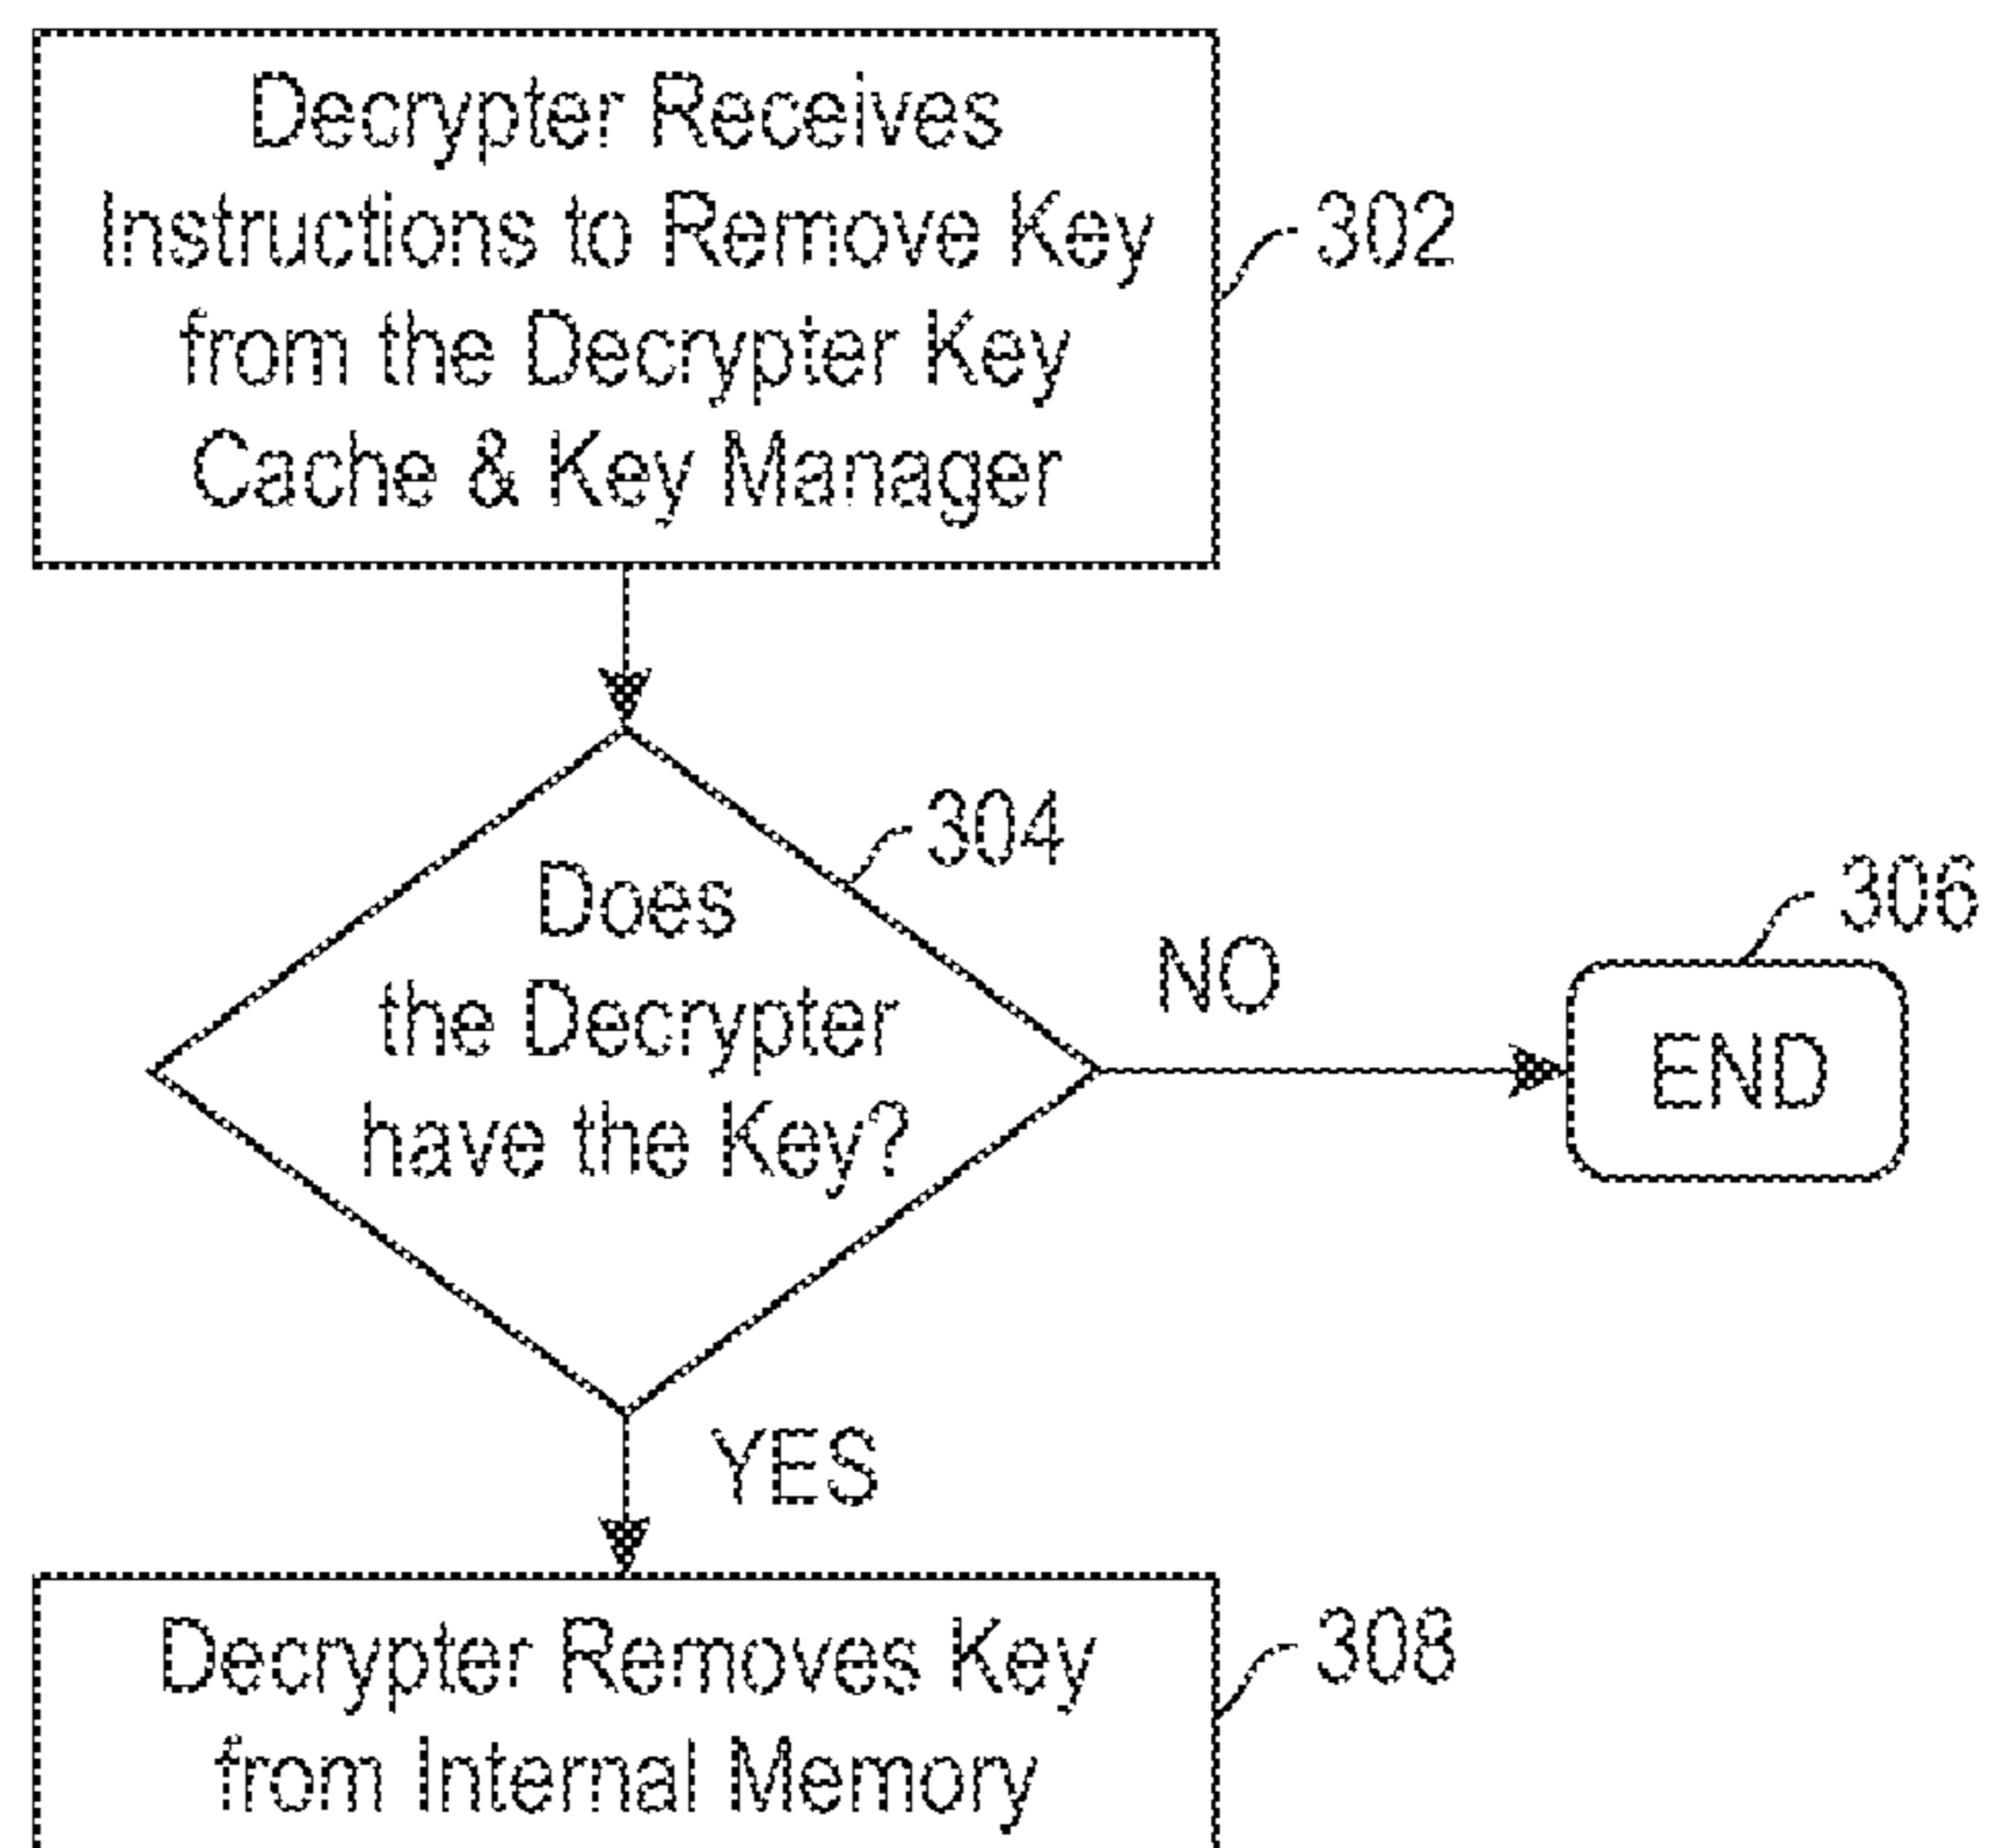 Decrypter Receives
Instructions to Remove Key
from the Decrypter Key
Cache & Key Manager
302
304
Does
the Decrypter
have the Key?
NO
306
END
YES
Decrypter Removes Key
from Internal Memory
308